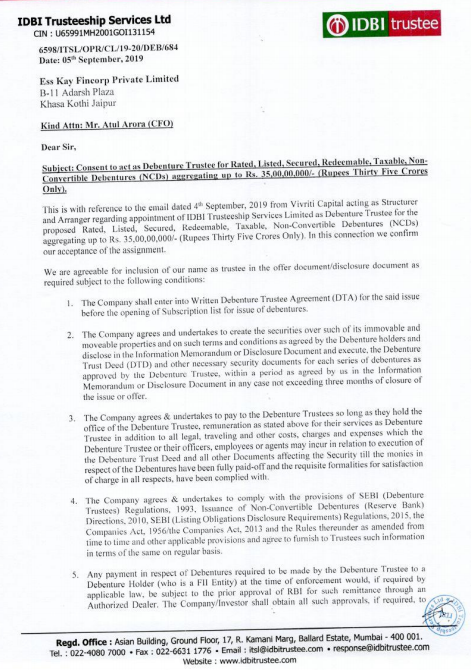 IDBI Trusteeship Services Ltd
CIN : U65991MH2001GOI131154
IDBI trustee
6598/ITSL/OPR/CL/19-20/DEB/684
Date: 05th September, 2019
Ess Kay Fincorp Private Limited
B-11 Adarsh Plaza
Khasa Kothi Jaipur
Kind Attn: Mr. Atul Arora (CFO)
Dear Sir,
Subject: Consent to act as Debenture Trustee for Rated, Listed, Secured, Redeemable, Taxable, Non-
Convertible Debentures (NCDs) aggregating up to Rs. 35,00,00,000/- (Rupees Thirty Five Crores
Only).
This is with reference to the email dated 4th September, 2019 from Vivriti Capital acting as Structurer
and Arranger regarding appointment of IDBI Trusteeship Services Limited as Debenture Trustee for the
proposed Rated, Listed, Secured, Redeemable, Taxable, Non-Convertible Debentures (NCDs)
aggregating up to Rs. 35,00,00,000/- (Rupees Thirty Five Crores Only). In this connection we confirm
our acceptance of the assignment.
We are agreeable for inclusion of our name as trustee in the offer document/disclosure document as
required subject to the following conditions:
1. The Company shall enter into Written Debenture Trustee Agreement (DTA) for the said issue
before the opening of Subscription list for issue of debentures.
2. The Company agrees and undertakes to create the securities over such of its immovable and
moveable properties and on such terms and conditions as agreed by the Debenture holders and
disclose in the Information Memorandum or Disclosure Document and execute, the Debenture
Trust Deed (DTD) and other necessary security documents for each series of debentures as
approved by the Debenture Trustee, within a period as agreed by us in the Information
Memorandum or Disclosure Document in any case not exceeding three months of closure of
the issue or offer.
3. The Company agrees & undertakes to pay to the Debenture Trustees so long as they hold the
office of the Debenture Trustee, remuneration as stated above for their services as Debenture
Trustee in addition to all legal, traveling and other costs, charges and expenses which the
Debenture Trustee or their officers, employees or agents may incur in relation to execution of
the Debenture Trust Deed and all other Documents affecting the Security till the monies in
respect of the Debentures have been fully paid-off and the requisite formalities for satisfaction
of charge in all respects, have been complied with.
4. The Company agrees & undertakes to comply with the provisions of SEBI (Debenture
Trustees) Regulations, 1993, Issuance of Non-Convertible Debentures (Reserve Bank)
Directions, 2010, SEBI (Listing Obligations Disclosure Requirements) Regulations, 2015, the
Companies Act, 1956/the Companies Act, 2013 and the Rules thereunder as amended from
time to time and other applicable provisions and agree to furnish to Trustees such information
in terms of the same on regular basis.
5. Any payment in respect of Debentures required to be made by the Debenture Trustee to a
Debenture Holder (who is a FII Entity) at the time of enforcement would, if required by
applicable law, be subject to the prior approval of RBI for such remittance through an
Authorized Dealer. The Company/Investor shall obtain all such approvals, if required, to
Regd. Office : Asian Building, Ground Floor, 17, R. Kamani Marg, Ballard Estate, Mumbai - 400 001.
Tel. : 022-4080 7000 • Fax : 022-6631 1776 • Email : itsl@idbitrustee.com • response@idbitrustee.com
Website : www.idbitrustee.com